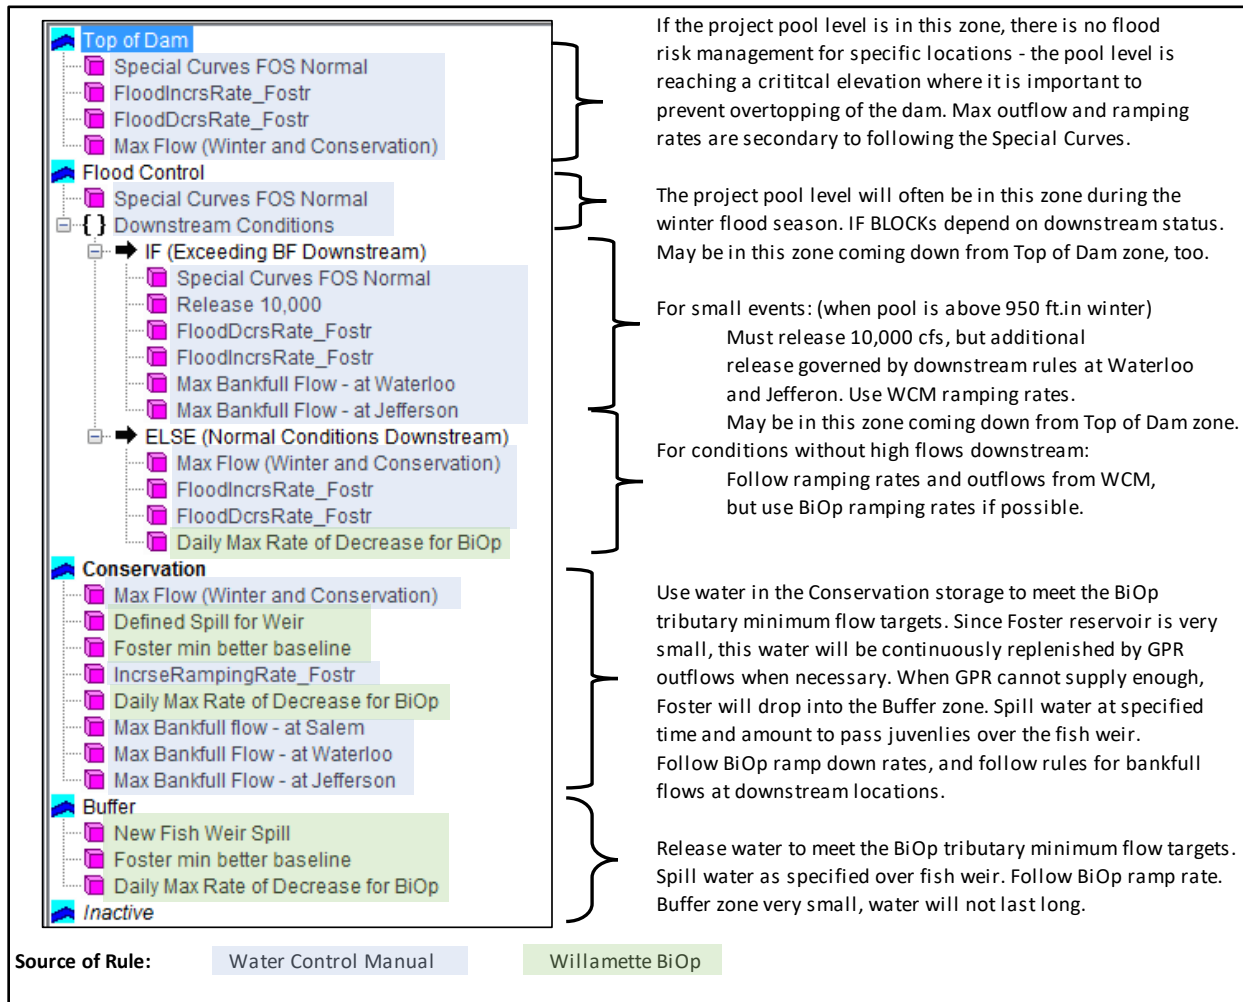 Top of Dam
Special Curves FOS Normal
FloodIncrsRate_Fostr
FloodDcrsRate_Fostr
Max Flow (Winter and Conservation)
Flood Control
Special Curves FOS Normal
{ } Downstream Conditions
IF (Exceeding BF Downstream)
Special Curves FOS Normal
Release 10,000
FloodDcrsRate_Fostr
FloodIncrsRate_Fostr
Max Bankfull Flow - at Waterloo
Max Bankfull Flow - at Jefferson
ELSE (Normal Conditions Downstream)
Max Flow (Winter and Conservation)
FloodIncrsRate_Fostr
FloodDcrsRate_Fostr
Daily Max Rate of Decrease for BiOp
Conservation
Max Flow (Winter and Conservation)
Defined Spill for Weir
Foster min better baseline
IncrseRampingRate_Fostr
Daily Max Rate of Decrease for BiOp
Max Bankfull flow - at Salem
Max Bankfull Flow - at Waterloo
Max Bankfull Flow - at Jefferson
Buffer
New Fish Weir Spill
Foster min better baseline
Daily Max Rate of Decrease for BiOp
Inactive
If the project pool level is in this zone, there is no flood
risk management for specific locations - the pool level is
reaching a crititcal elevation where it is important to
prevent overtopping of the dam. Max outflow and ramping
rates are secondary to following the Special Curves.
The project pool level will often be in this zone during the
winter flood season. IF BLOCKs depend on downstream status.
May be in this zone coming down from Top of Dam zone, too.
For small events: (when pool is above 950 ft.in winter)
Must release 10,000 cfs, but additional
release governed by downstream rules at Waterloo
and Jefferon. Use WCM ramping rates.
May be in this zone coming down from Top of Dam zone.
For conditions without high flows downstream:
Follow ramping rates and outflows from WCM,
but use BiOp ramping rates if possible.
Use water in the Conservation storage to meet the BiOp
tributary minimum flow targets. Since Foster reservoir is very
small, this water will be continuously replenished by GPR
outflows when necessary. When GPR cannot supply enough,
Foster will drop into the Buffer zone. Spill water at specified
time and amount to pass juvenlies over the fish weir.
Follow BiOp ramp down rates, and follow rules for bankfull
flows at downstream locations.
Release water to meet the BiOp tributary minimum flow targets.
Spill water as specified over fish weir. Follow BiOp ramp rate.
Buffer zone very small, water will not last long.
Source of Rule: Water Control Manual Willamette BiOp